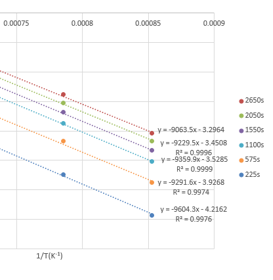 0.00075 0.0008 0.00085 0.0009
y = -9063.5x - 3.2964
y = -9229.5x - 3.4508
R² = 0.9996
y = -9359.9x - 3.5285
R² = 0.9999
y = -9291.6x - 3.9268
R² = 0.9974
y = -9604.3x - 4.2162
R² = 0.9976
2650s
2050s
1550s
1100s
575s
225s
1/T(K⁻¹)